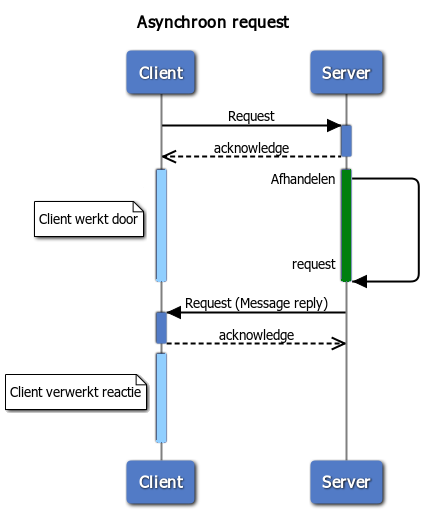 Asynchroon request
Client
Server
Request
acknowledge
Afhandelen
Client werkt door
request
Request (Message reply)
acknowledge
Client verwerkt reactie
Client
Server